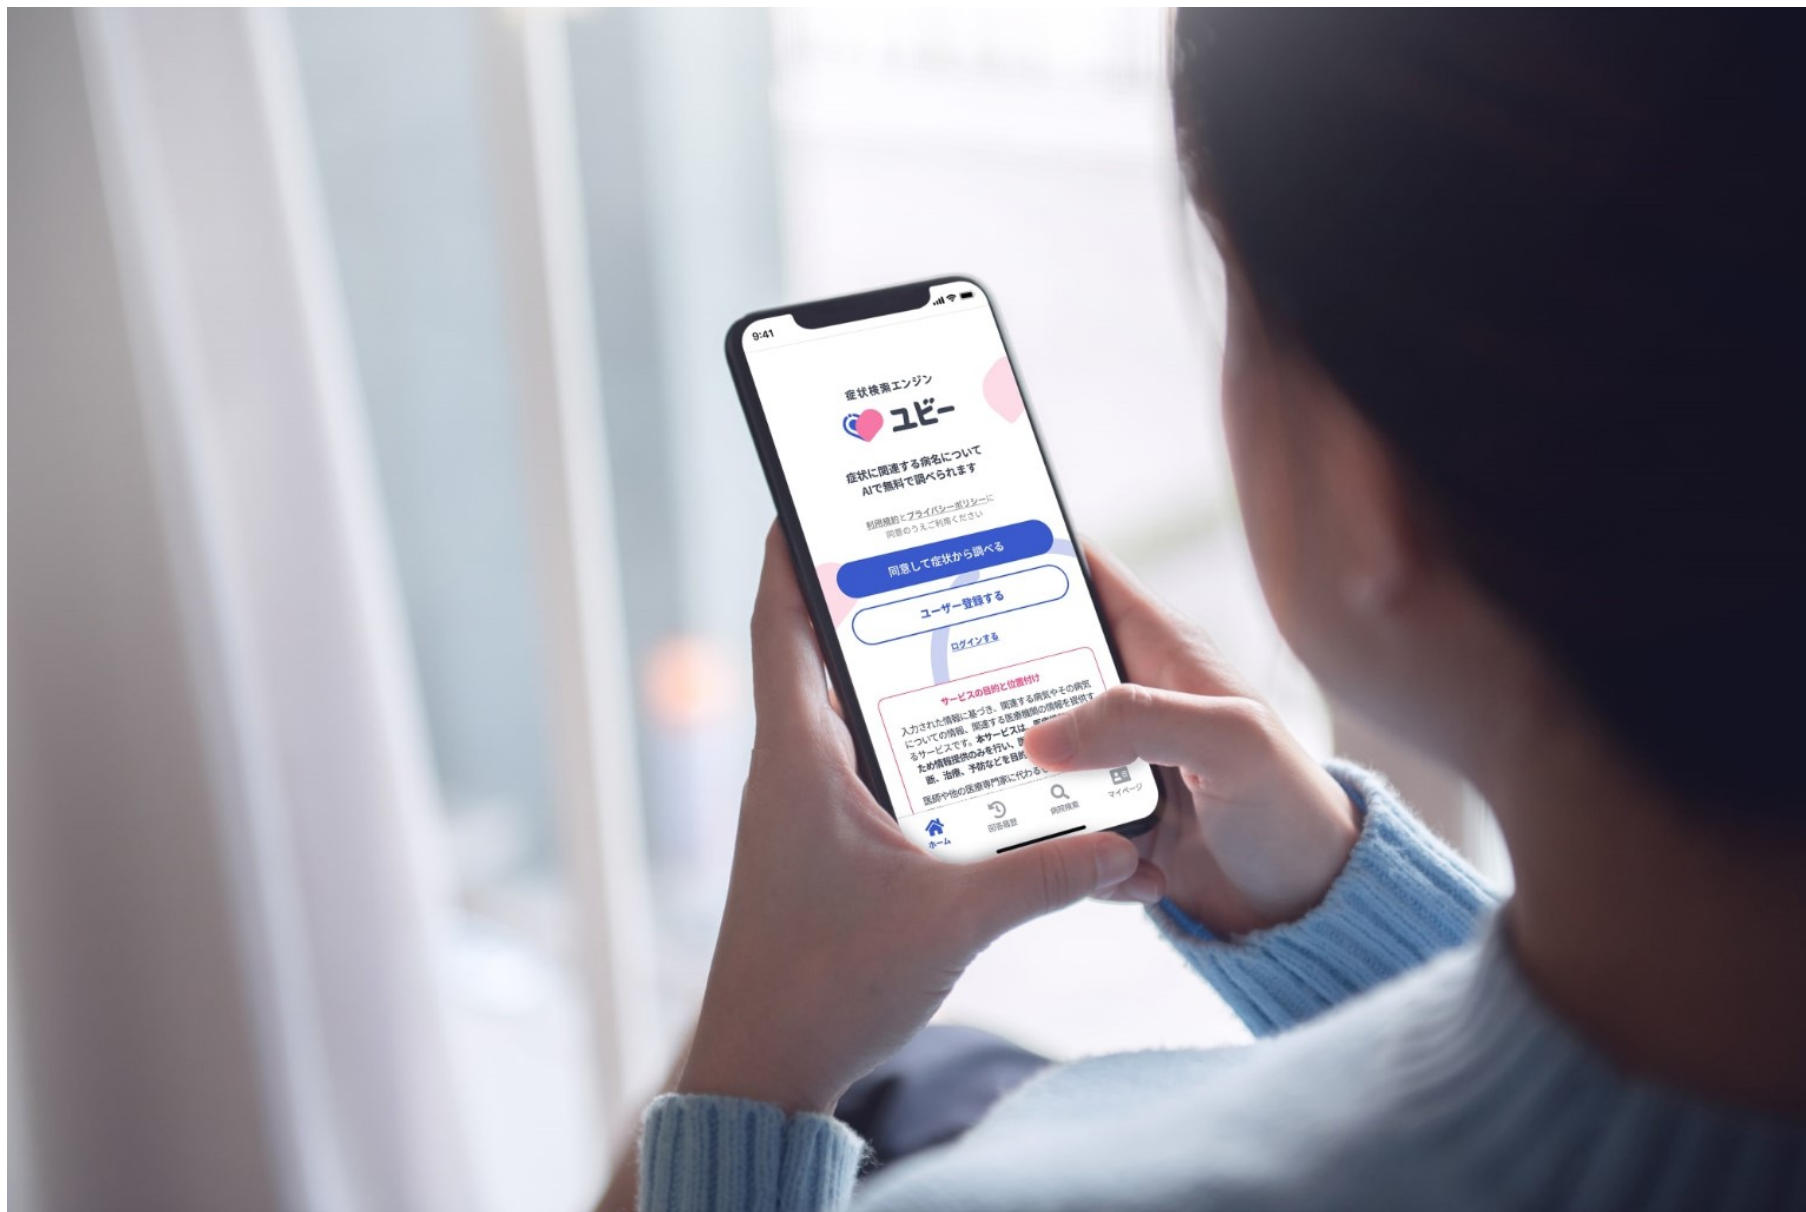 9:41
症状検索エンジン
ユビー
症状に関連する病名について
AIで無料で調べられます
利用規約とプライバシーポリシーに
同意のうえご利用ください
同意して症状から調べる
ユーザー登録する
ログインする
サービスの目的と位置付け
入力された情報に基づき、関連する病気やその病気
についての情報、関連する医療機関の情報を提供す
るサービスです。本サービスは、医療
ため情報提供のみを行い、
断、治療、予防などを目的
医師や他の医療専門家に代わる
ホーム
回答履歴
病院検索
マイページ